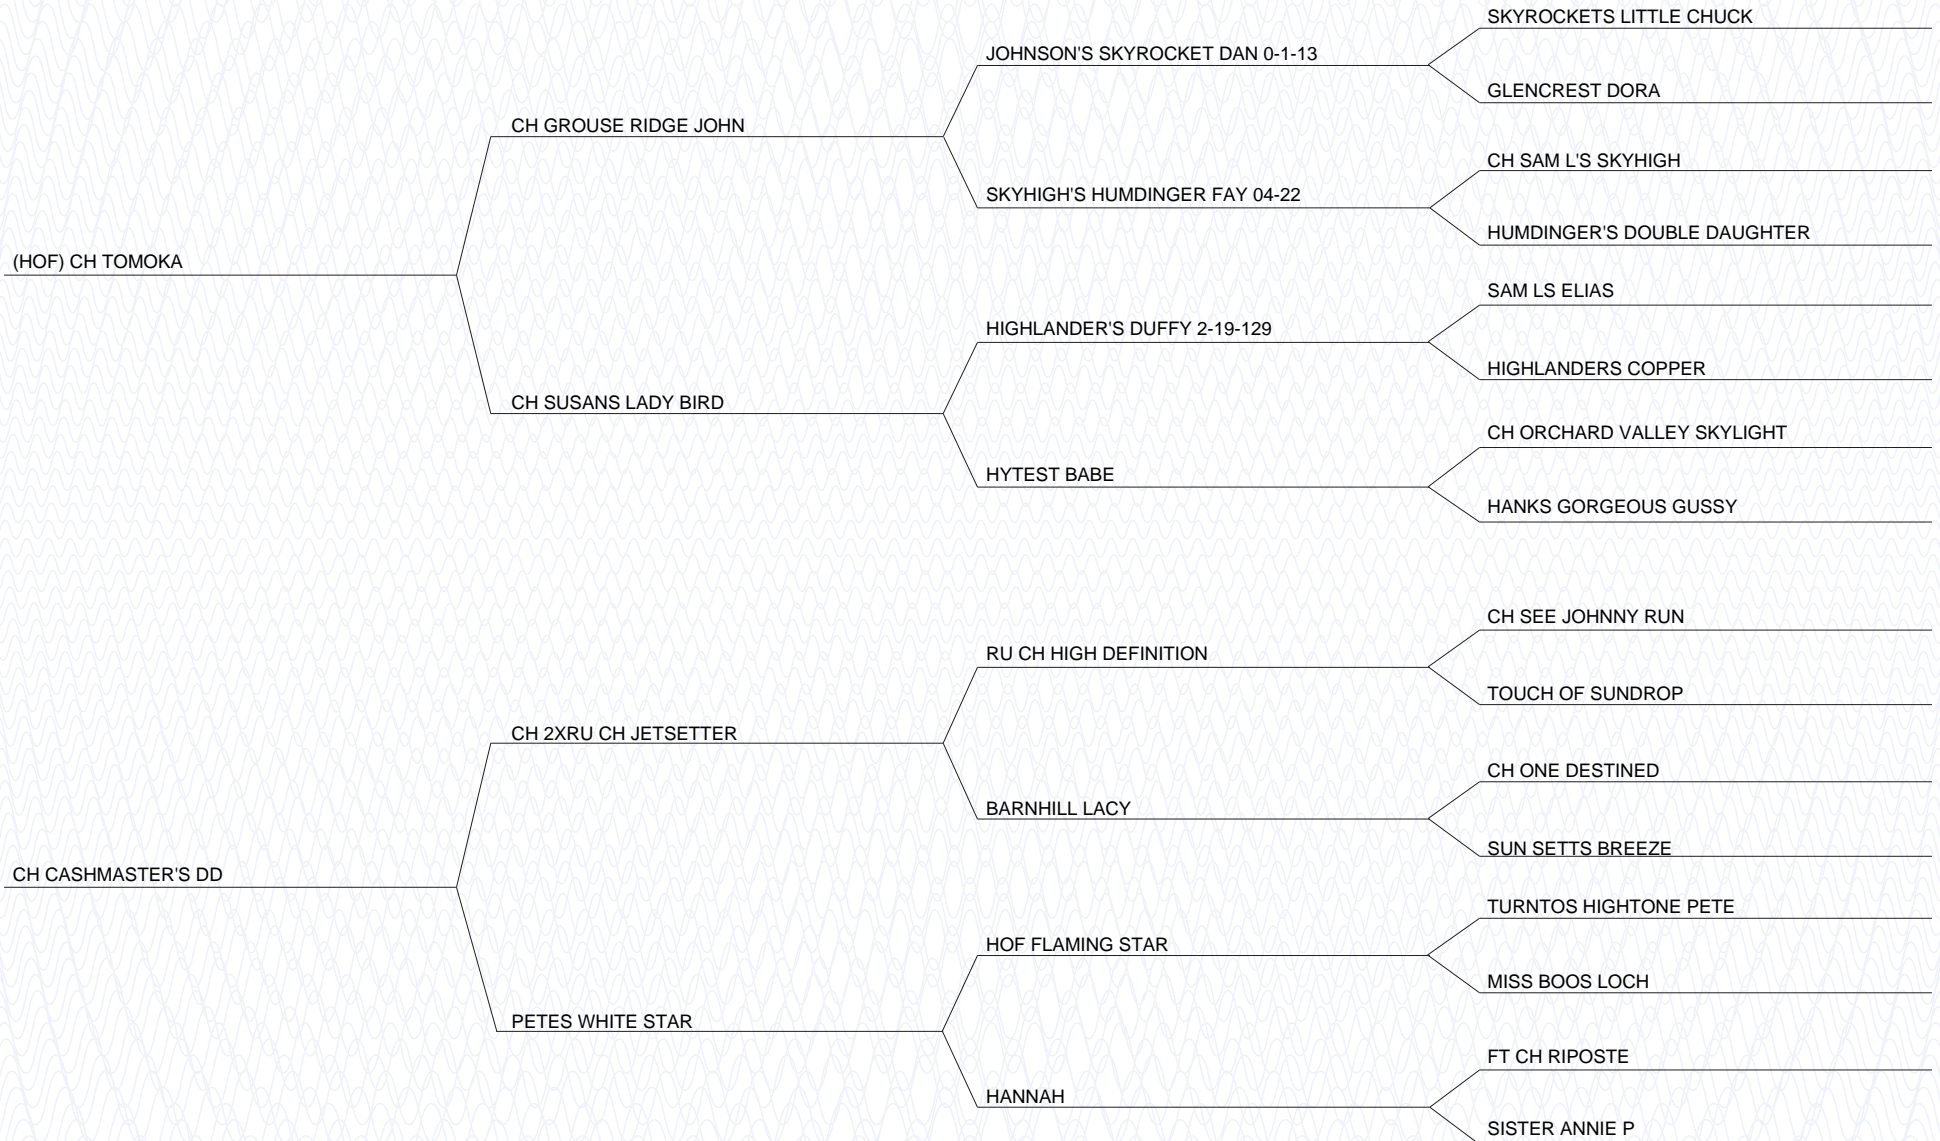 SKYROCKETS LITTLE CHUCK
JOHNSON'S SKYROCKET DAN 0-1-13
GLENCREST DORA
CH GROUSE RIDGE JOHN
CH SAM L'S SKYHIGH
SKYHIGH'S HUMDINGER FAY 04-22
HUMDINGER'S DOUBLE DAUGHTER
(HOF) CH TOMOKA
SAM LS ELIAS
HIGHLANDER'S DUFFY 2-19-129
HIGHLANDERS COPPER
CH SUSANS LADY BIRD
CH ORCHARD VALLEY SKYLIGHT
HYTEST BABE
HANKS GORGEOUS GUSSY
CH SEE JOHNNY RUN
RU CH HIGH DEFINITION
TOUCH OF SUNDROP
CH 2XRU CH JETSETTER
CH ONE DESTINED
BARNHILL LACY
SUN SETTS BREEZE
CH CASHMASTER'S DD
TURNTOS HIGHTONE PETE
HOF FLAMING STAR
MISS BOOS LOCH
PETES WHITE STAR
FT CH RIPOSTE
HANNAH
SISTER ANNIE P